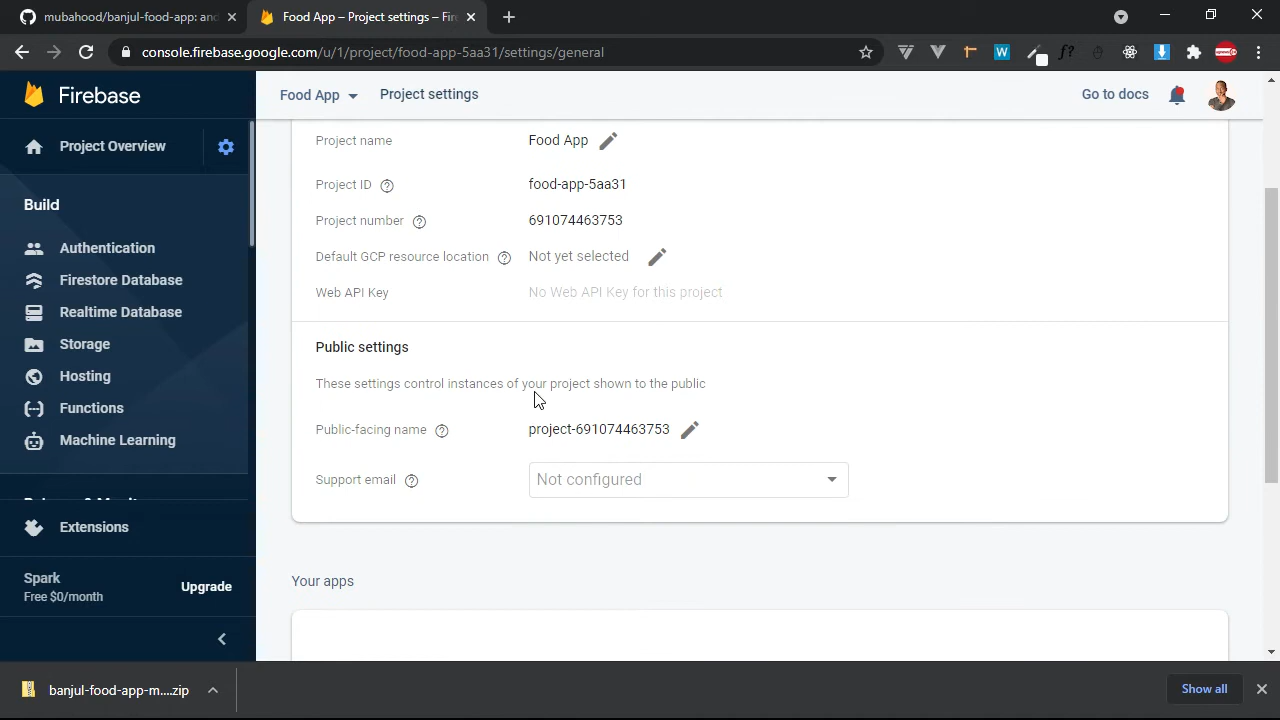 mubahood/banjul-food-app: and
Food App – Project settings – Fire
console.firebase.google.com/u/1/project/food-app-5aa31/settings/general
W
f?
Firebase
Food App
Project settings
Go to docs
Project Overview
Build
Authentication
Firestore Database
Realtime Database
Storage
Hosting
Functions
Machine Learning
Extensions
Spark
Free $0/month
Upgrade
Project name
Food App
Project ID
food-app-5aa31
Project number
691074463753
Default GCP resource location
Not yet selected
Web API Key
No Web API Key for this project
Public settings
These settings control instances of your project shown to the public
Public-facing name
project-691074463753
Support email
Not configured
Your apps
banjul-food-app-m....zip
Show all